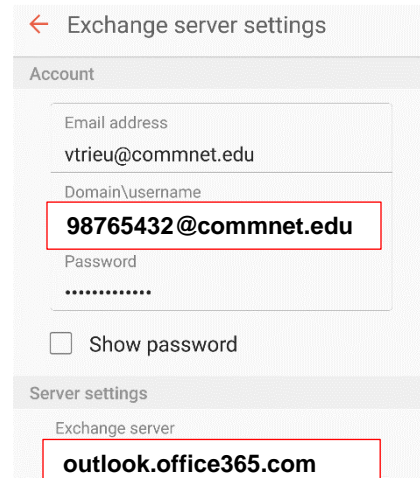 ← Exchange server settings
Account
Email address
vtrieu@commnet.edu
Domain\username
98765432@commnet.edu
Password
•••••••••••••
Show password
Server settings
Exchange server
outlook.office365.com